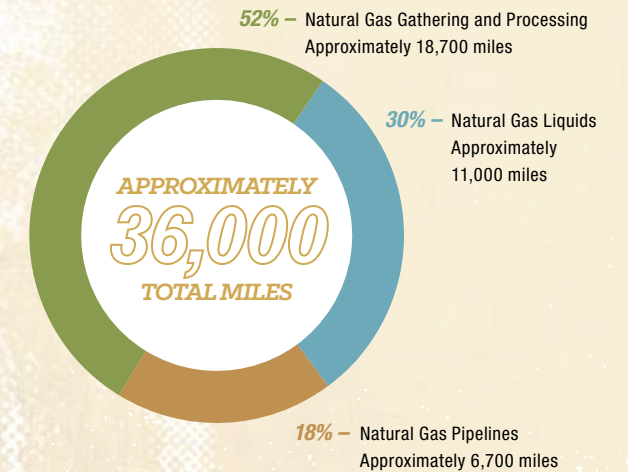 52% – Natural Gas Gathering and Processing
Approximately 18,700 miles
30% – Natural Gas Liquids
Approximately
11,000 miles
APPROXIMATELY
36,000
TOTAL MILES
18% – Natural Gas Pipelines
Approximately 6,700 miles